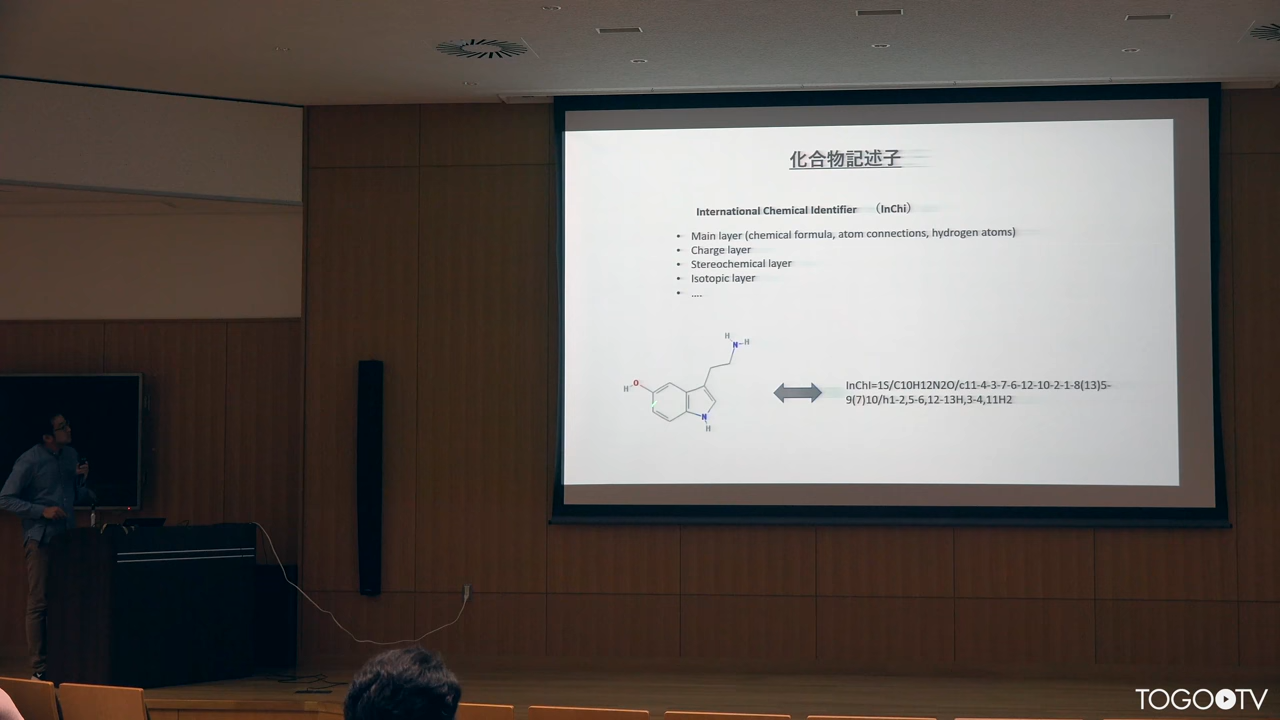 化合物記述子
International Chemical Identifier （InChi）
• Main layer (chemical formula, atom connections, hydrogen atoms)
• Charge layer
• Stereochemical layer
• Isotopic layer
• ....
H
N-H
H O
N
H
InChI=1S/C10H12N2O/c11-4-3-7-6-12-10-2-1-8(13)5-
9(7)10/h1-2,5-6,12-13H,3-4,11H2
TOGOTV